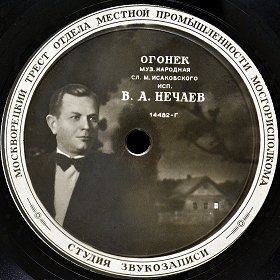 МОСКВОРЕЦКИЙ ТРЕСТ ОТДЕЛА МЕСТНОЙ ПРОМЫШЛЕННОСТИ МОСГОРИСПОЛКОМА
ОГОНЕК
МУЗ. НАРОДНАЯ
СЛ. М. ИСАКОВСКОГО
ИСП.
В. А. НЕЧАЕВ
14482-Г
СТУДИЯ ЗВУКОЗАПИСИ